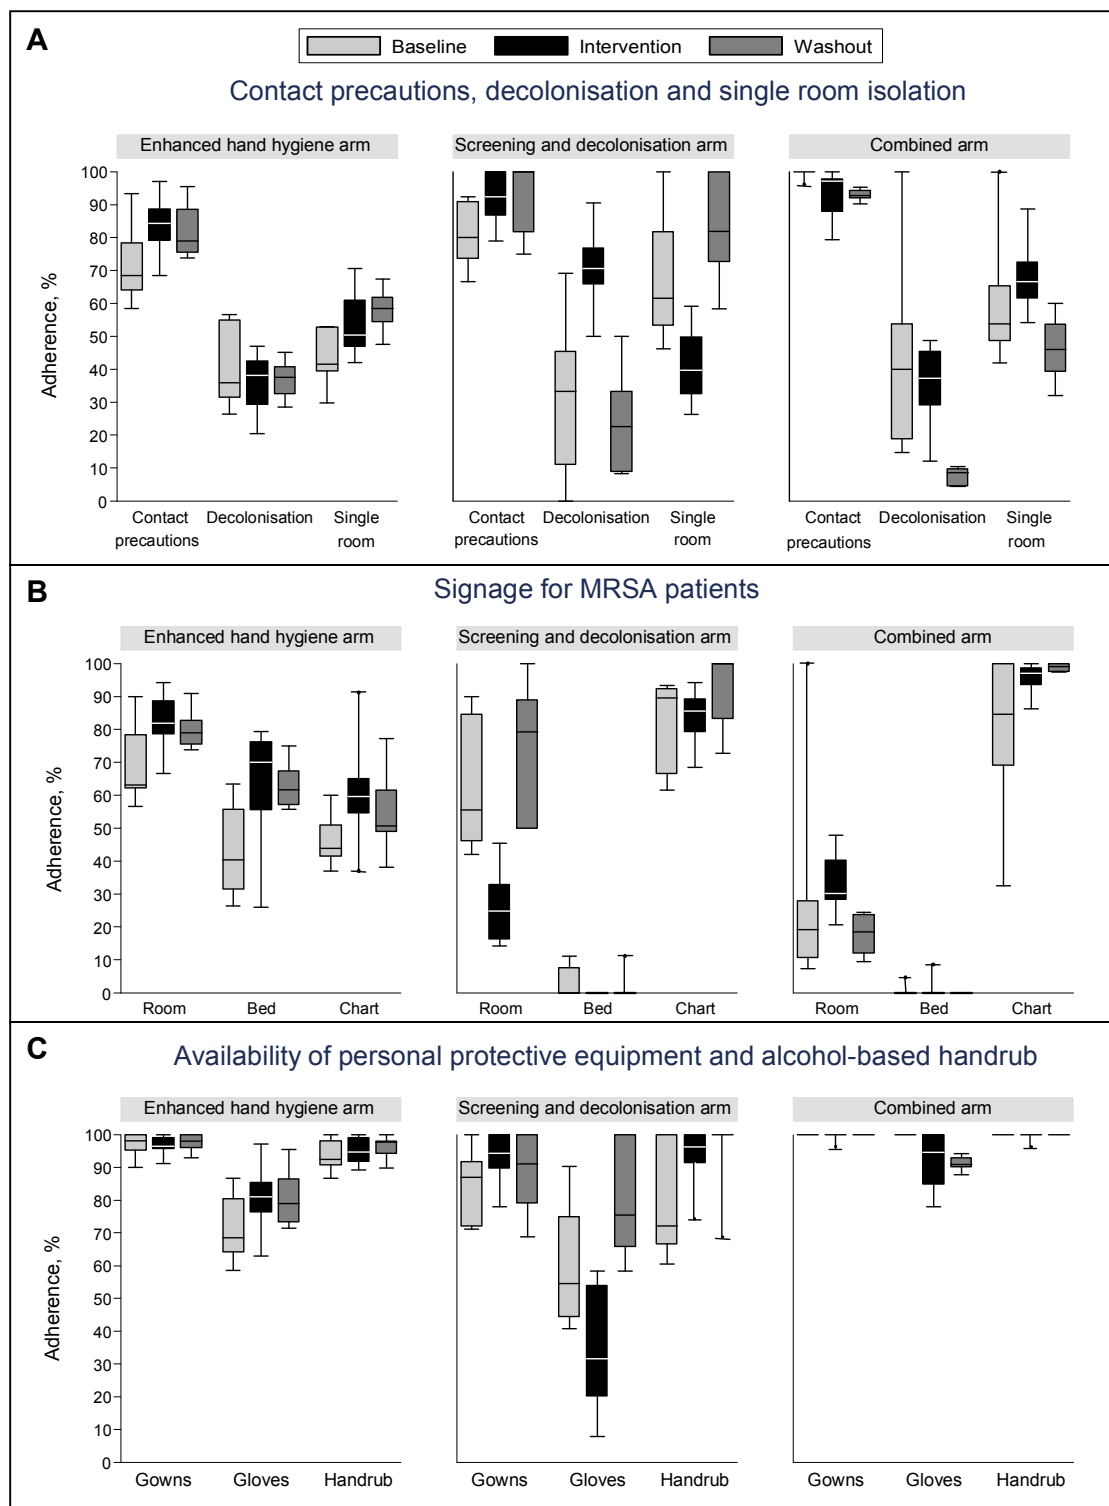 A
Baseline Intervention Washout
Contact precautions, decolonisation and single room isolation
Enhanced hand hygiene arm Screening and decolonisation arm Combined arm
Adherence, %
100
90
80
70
60
50
40
30
20
10
0
Contact precautions Decolonisation Single room
Contact precautions Decolonisation Single room
Contact precautions Decolonisation Single room
B
Signage for MRSA patients
Enhanced hand hygiene arm Screening and decolonisation arm Combined arm
Adherence, %
100
90
80
70
60
50
40
30
20
10
0
Room Bed Chart Room Bed Chart Room Bed Chart
C
Availability of personal protective equipment and alcohol-based handrub
Enhanced hand hygiene arm Screening and decolonisation arm Combined arm
Adherence, %
100
90
80
70
60
50
40
30
20
10
0
Gowns Gloves Handrub Gowns Gloves Handrub Gowns Gloves Handrub